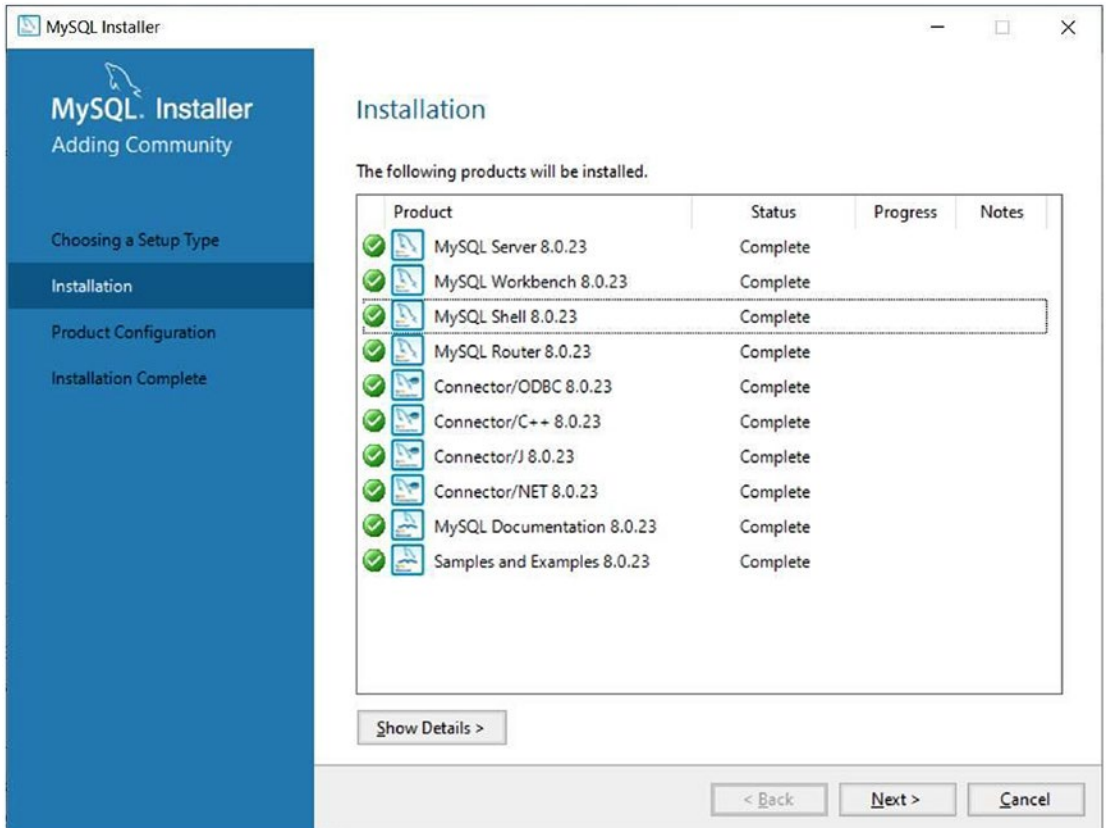 MySQL Installer
MySQL. Installer
Adding Community
Choosing a Setup Type
Installation
Product Configuration
Installation Complete
Installation
The following products will be installed.
Product Status Progress Notes
MySQL Server 8.0.23 Complete
MySQL Workbench 8.0.23 Complete
MySQL Shell 8.0.23 Complete
MySQL Router 8.0.23 Complete
Connector/ODBC 8.0.23 Complete
Connector/C++ 8.0.23 Complete
Connector/J 8.0.23 Complete
Connector/NET 8.0.23 Complete
MySQL Documentation 8.0.23 Complete
Samples and Examples 8.0.23 Complete
Show Details >
< Back Next > Cancel